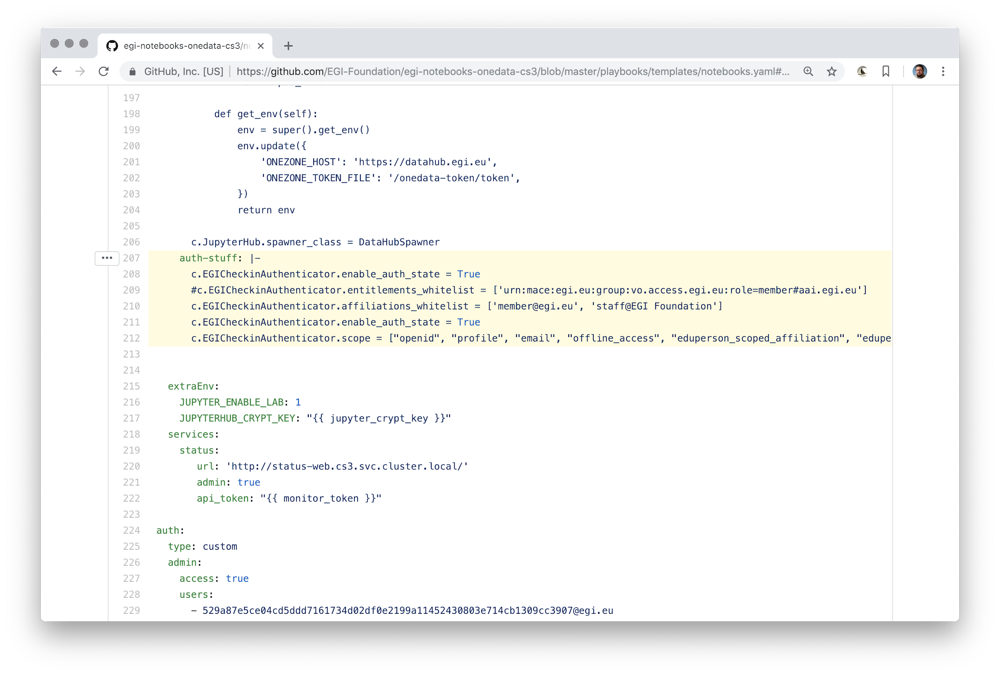 egi-notebooks-onedata-cs3/no
GitHub, Inc. [US] https://github.com/EGI-Foundation/egi-notebooks-onedata-cs3/blob/master/playbooks/templates/notebooks.yaml#...
197
198 def get_env(self):
199 env = super().get_env()
200 env.update({
201 'ONEZONE_HOST': 'https://datahub.egi.eu',
202 'ONEZONE_TOKEN_FILE': '/onedata-token/token',
203 })
204 return env
205
206 c.JupyterHub.spawner_class = DataHubSpawner
207 auth-stuff: |-
208 c.EGICheckinAuthenticator.enable_auth_state = True
209 #c.EGICheckinAuthenticator.entitlements_whitelist = ['urn:mace:egi.eu:group:vo.access.egi.eu:role=member#aai.egi.eu']
210 c.EGICheckinAuthenticator.affiliations_whitelist = ['member@egi.eu', 'staff@EGI Foundation']
211 c.EGICheckinAuthenticator.enable_auth_state = True
212 c.EGICheckinAuthenticator.scope = ["openid", "profile", "email", "offline_access", "eduperson_scoped_affiliation", "edupe
213
214
215 extraEnv:
216 JUPYTER_ENABLE_LAB: 1
217 JUPYTERHUB_CRYPT_KEY: "{{ jupyter_crypt_key }}"
218 services:
219 status:
220 url: 'http://status-web.cs3.svc.cluster.local/'
221 admin: true
222 api_token: "{{ monitor_token }}"
223
224 auth:
225 type: custom
226 admin:
227 access: true
228 users:
229 - 529a87e5ce04cd5ddd7161734d02df0e2199a11452430803e714cb1309cc3907@egi.eu